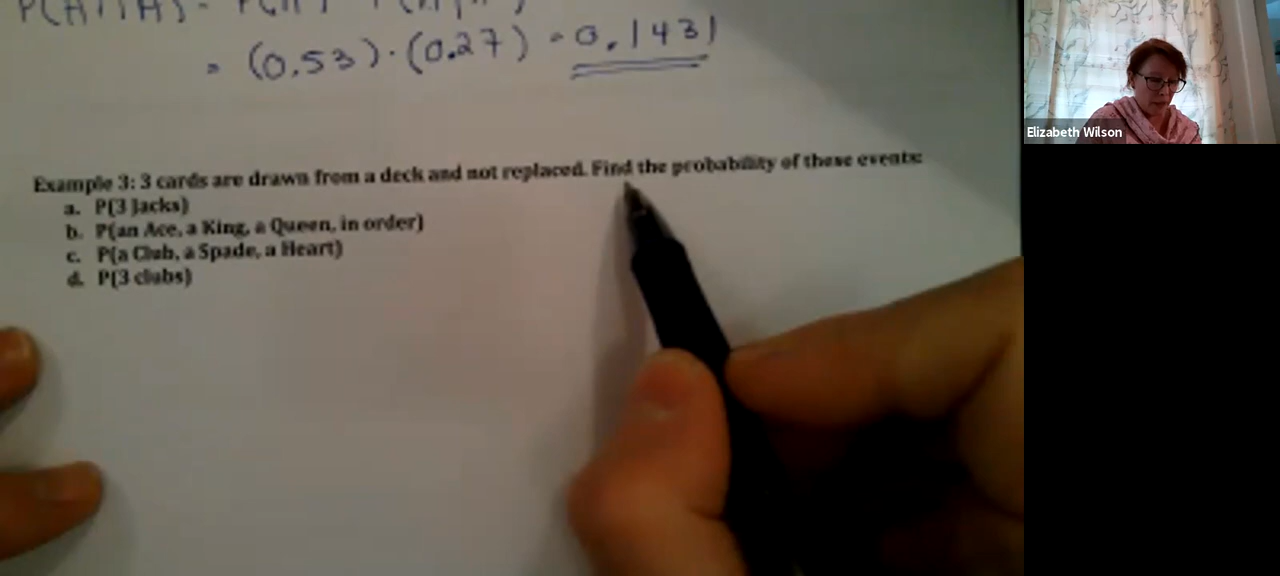 = (0.53) · (0.27) = 0.1431
Example 3: 3 cards are drawn from a deck and not replaced. Find the probability of these events:
a. P(3 Jacks)
b. P(an Ace, a King, a Queen, in order)
c. P(a Club, a Spade, a Heart)
d. P(3 clubs)
Elizabeth Wilson